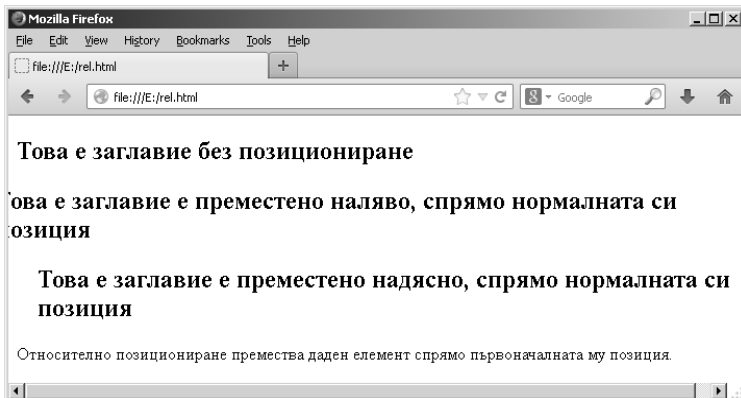 Mozilla Firefox
File Edit View History Bookmarks Tools Help
file:///E:/rel.html
file:///E:/rel.html
Google
Това е заглавие без позициониране
ова е заглавие е преместено наляво, спрямо нормалната си
озиция
Това е заглавие е преместено надясно, спрямо нормалната си
позиция
Относително позициониране премества даден елемент спрямо първоначалната му позиция.